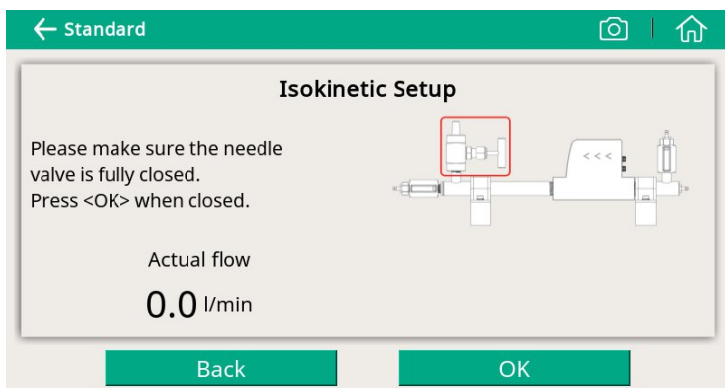 Standard
Isokinetic Setup
Please make sure the needle
valve is fully closed.
Press <OK> when closed.
<<<
Actual flow
0.0 l/min
Back
OK